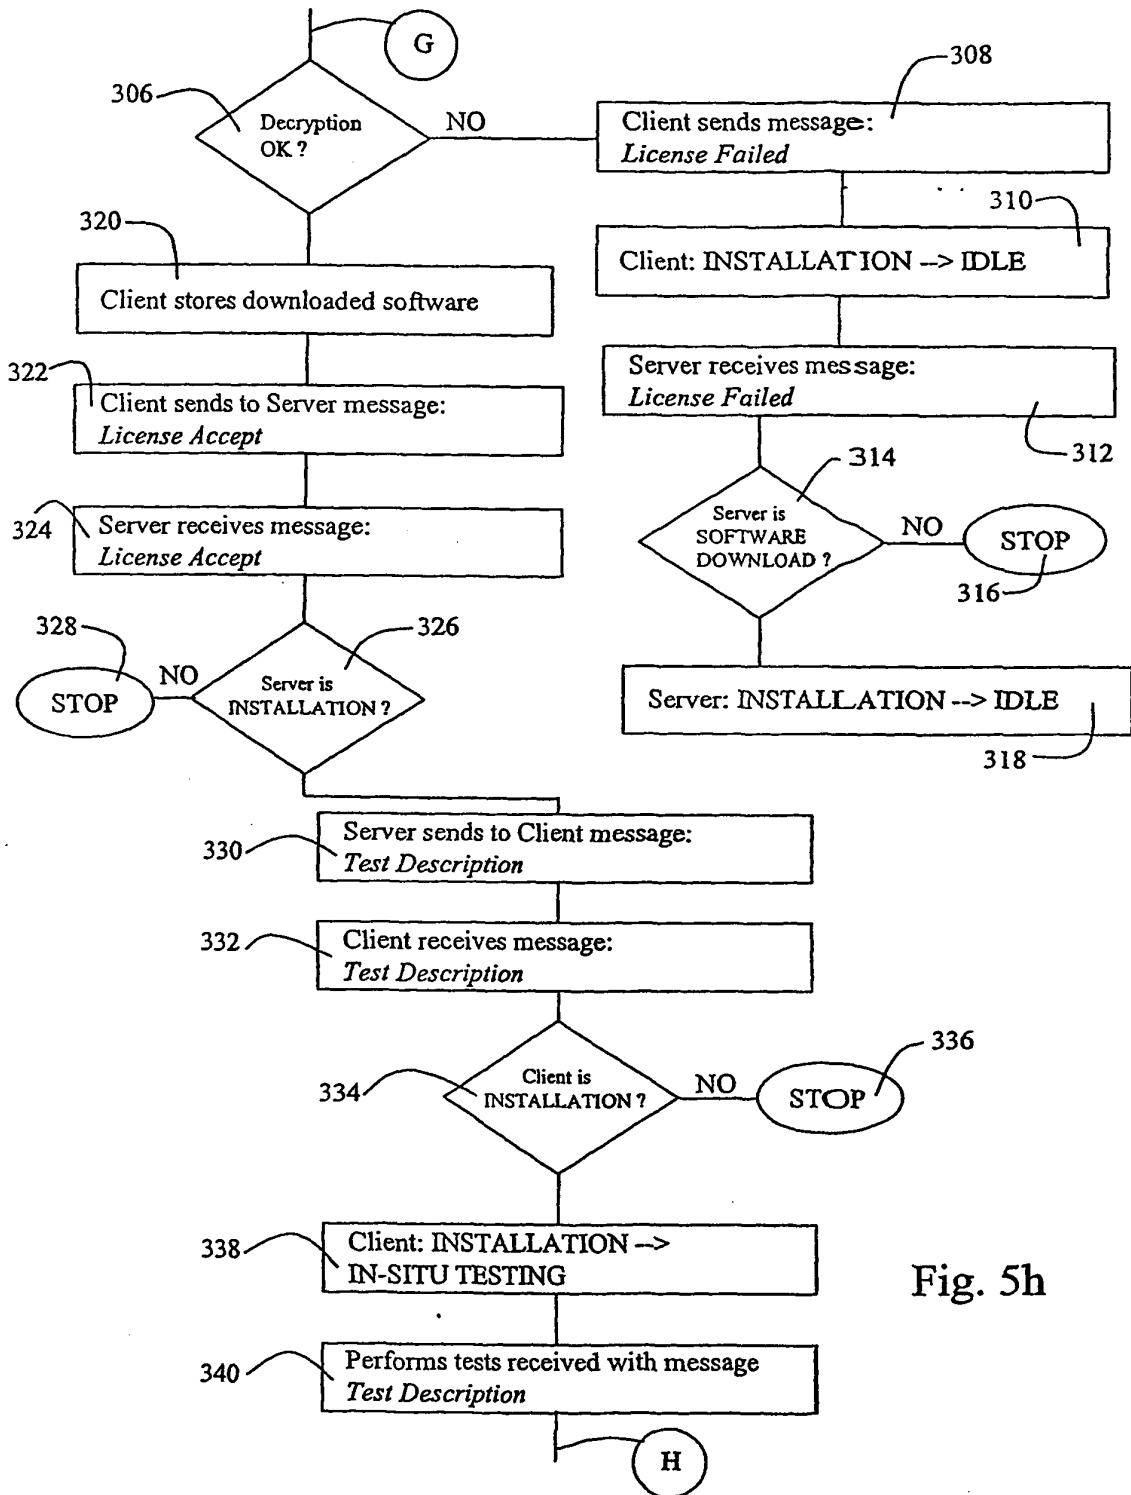 G
306
Decryption
OK ?
NO
308
Client sends message:
License Failed
310
Client: INSTALLATION --> IDLE
320
Client stores downloaded software
322
Client sends to Server message:
License Accept
Server receives message:
License Failed
312
314
Server is
SOFTWARE
DOWNLOAD ?
NO
STOP
316
324
Server receives message:
License Accept
328
STOP
NO
326
Server is
INSTALLATION ?
Server: INSTALLATION --> IDLE
318
330
Server sends to Client message:
Test Description
332
Client receives message:
Test Description
334
Client is
INSTALLATION ?
NO
336
STOP
338
Client: INSTALLATION -->
IN-SITU TESTING
Fig. 5h
340
Performs tests received with message
Test Description
H